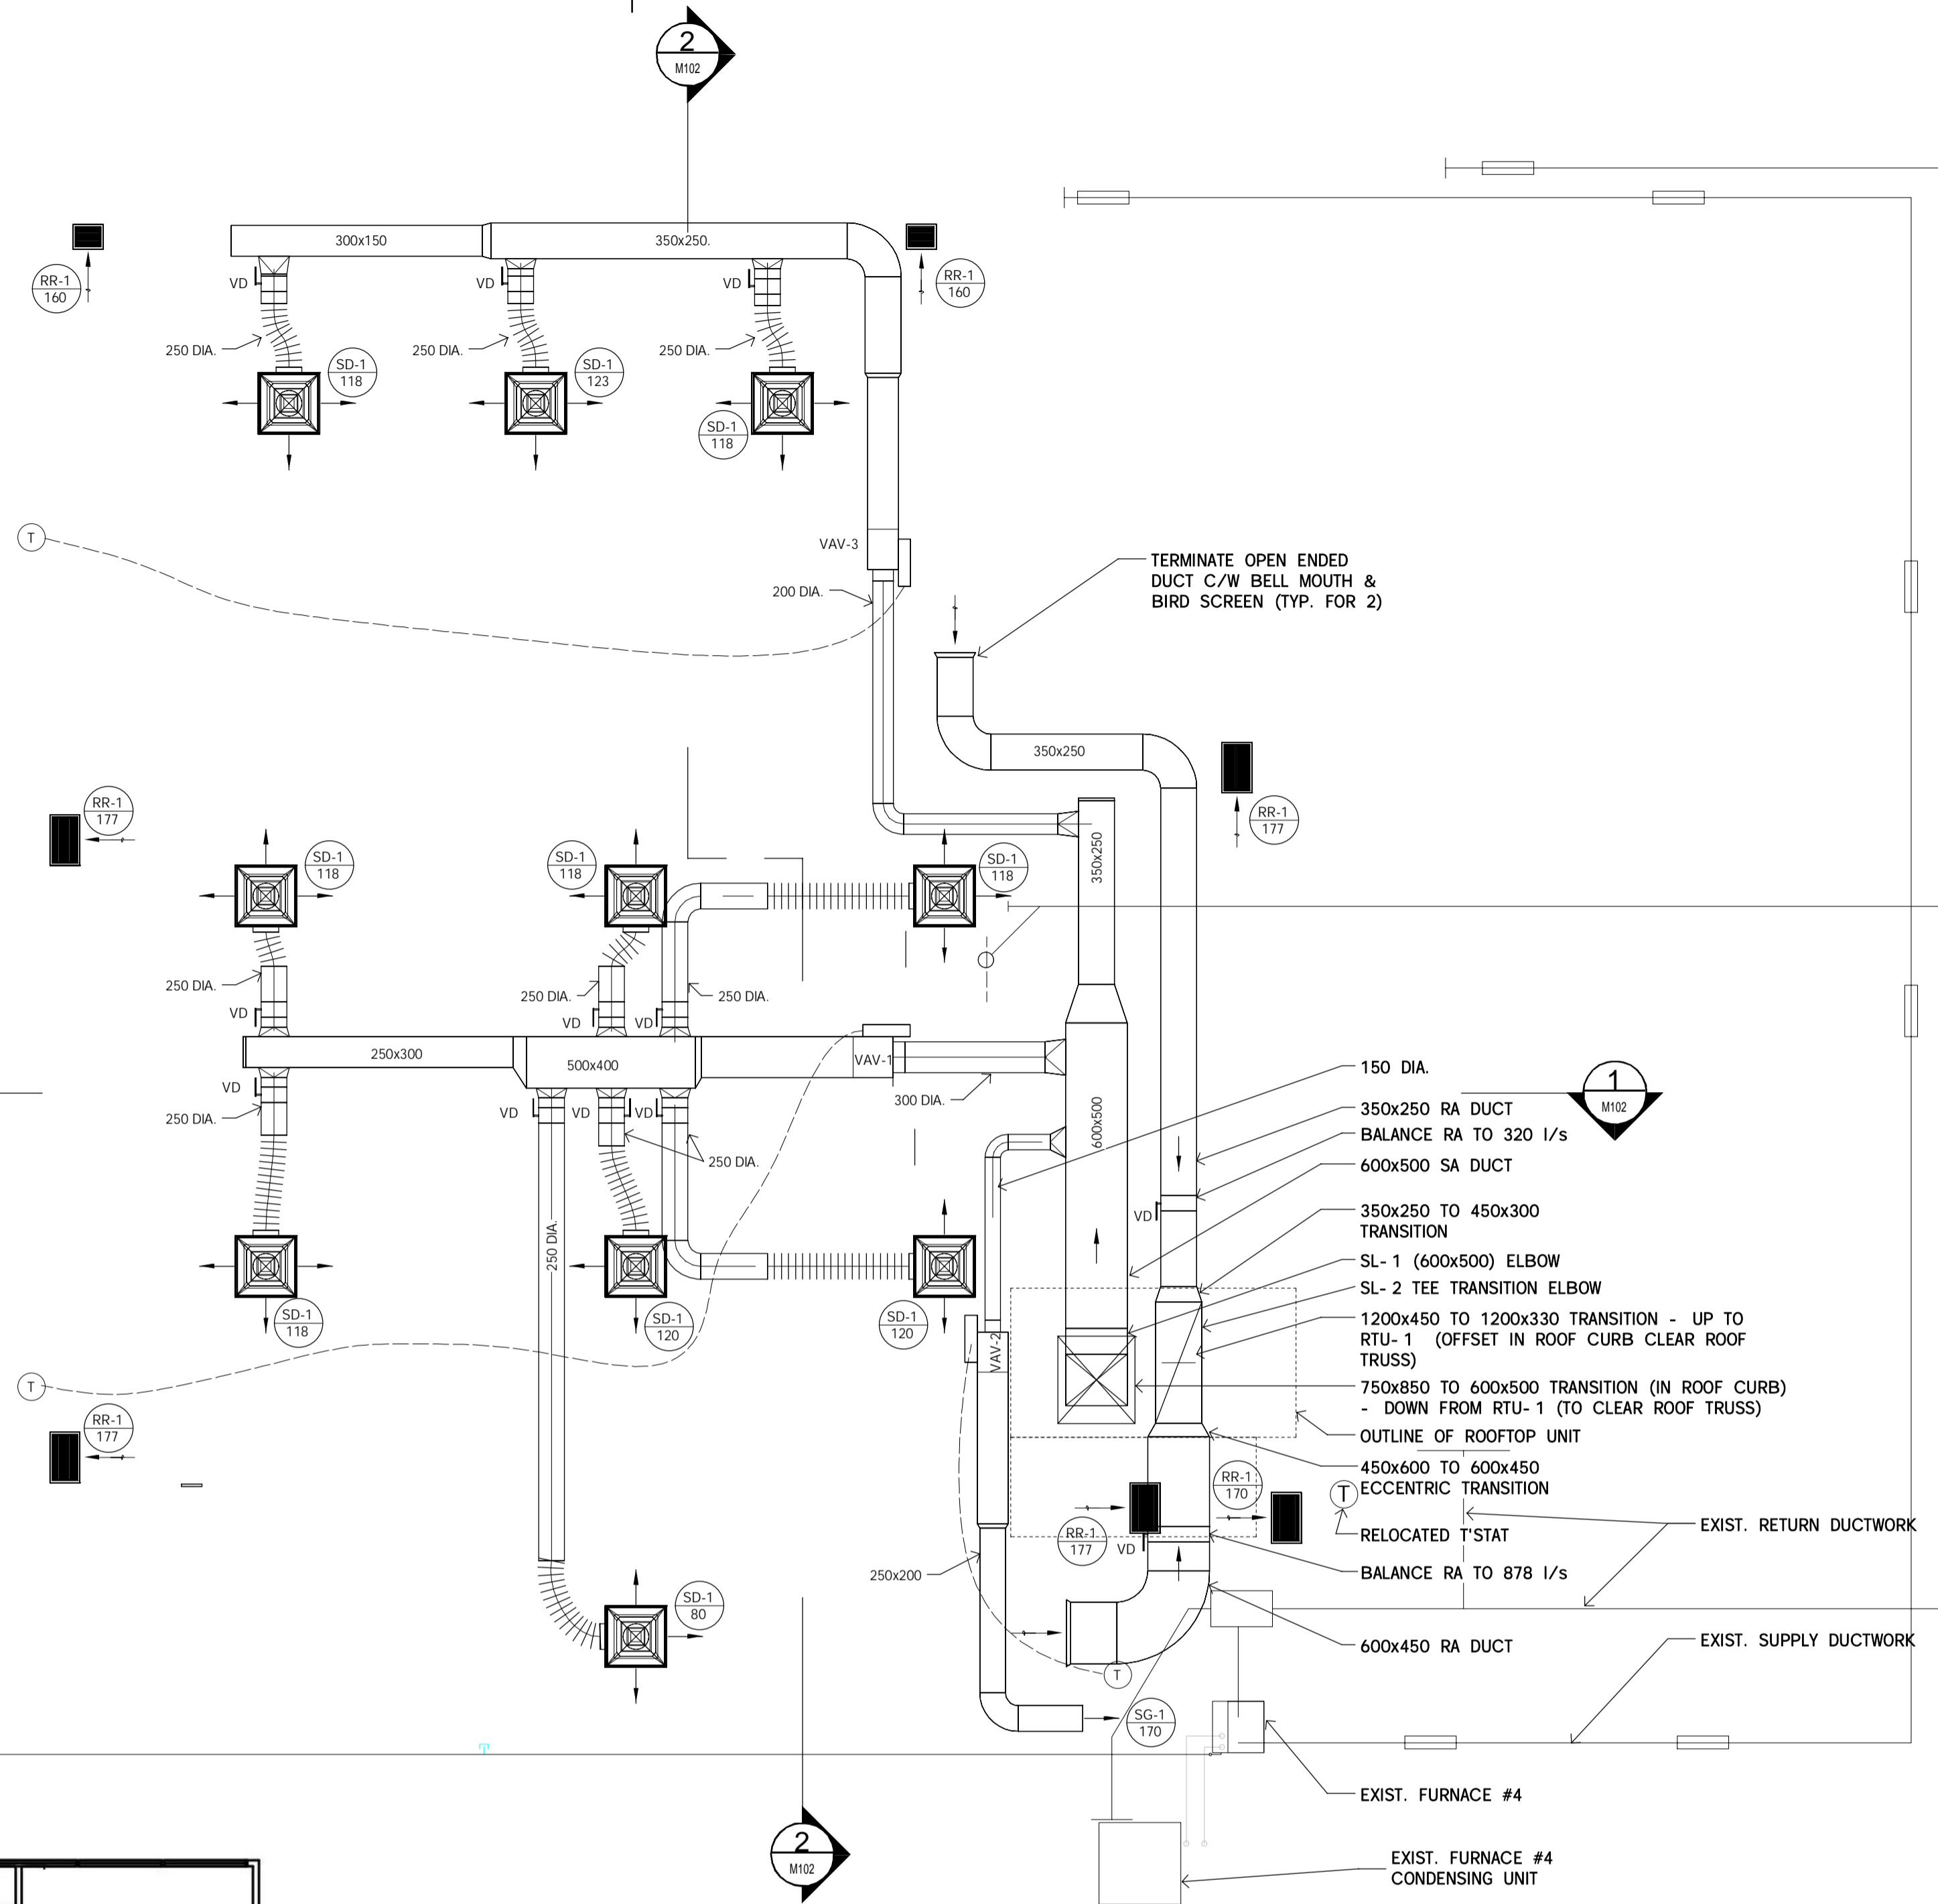 2
M102
300x150
350x250.
RR-1
160
VD
VD
VD
RR-1
160
250 DIA.
250 DIA.
250 DIA.
SD-1
118
SD-1
123
SD-1
118
T
VAV-3
200 DIA.
TERMINATE OPEN ENDED
DUCT C/W BELL MOUTH &
BIRD SCREEN (TYP. FOR 2)
350x250
RR-1
177
RR-1
177
350x250
SD-1
118
SD-1
118
SD-1
118
250 DIA.
250 DIA.
250 DIA.
VD
VD
VD
250x300
500x400
VAV-1
300 DIA.
VD
VD
VD
VD
250 DIA.
250 DIA.
600x500
150 DIA.
1
M102
350x250 RA DUCT
BALANCE RA TO 320 l/s
600x500 SA DUCT
VD
350x250 TO 450x300
TRANSITION
250 DIA.
SL-1 (600x500) ELBOW
SL-2 TEE TRANSITION ELBOW
1200x450 TO 1200x330 TRANSITION - UP TO
RTU-1 (OFFSET IN ROOF CURB CLEAR ROOF
TRUSS)
SD-1
118
SD-1
120
SD-1
120
VAV-2
T
750x850 TO 600x500 TRANSITION (IN ROOF CURB)
- DOWN FROM RTU-1 (TO CLEAR ROOF TRUSS)
RR-1
177
OUTLINE OF ROOFTOP UNIT
450x600 TO 600x450
ECCENTRIC TRANSITION
T
RR-1
170
RELOCATED T'STAT
EXIST. RETURN DUCTWORK
RR-1
177
VD
BALANCE RA TO 878 l/s
250x200
SD-1
80
600x450 RA DUCT
EXIST. SUPPLY DUCTWORK
T
SG-1
170
T
EXIST. FURNACE #4
2
M102
EXIST. FURNACE #4
CONDENSING UNIT